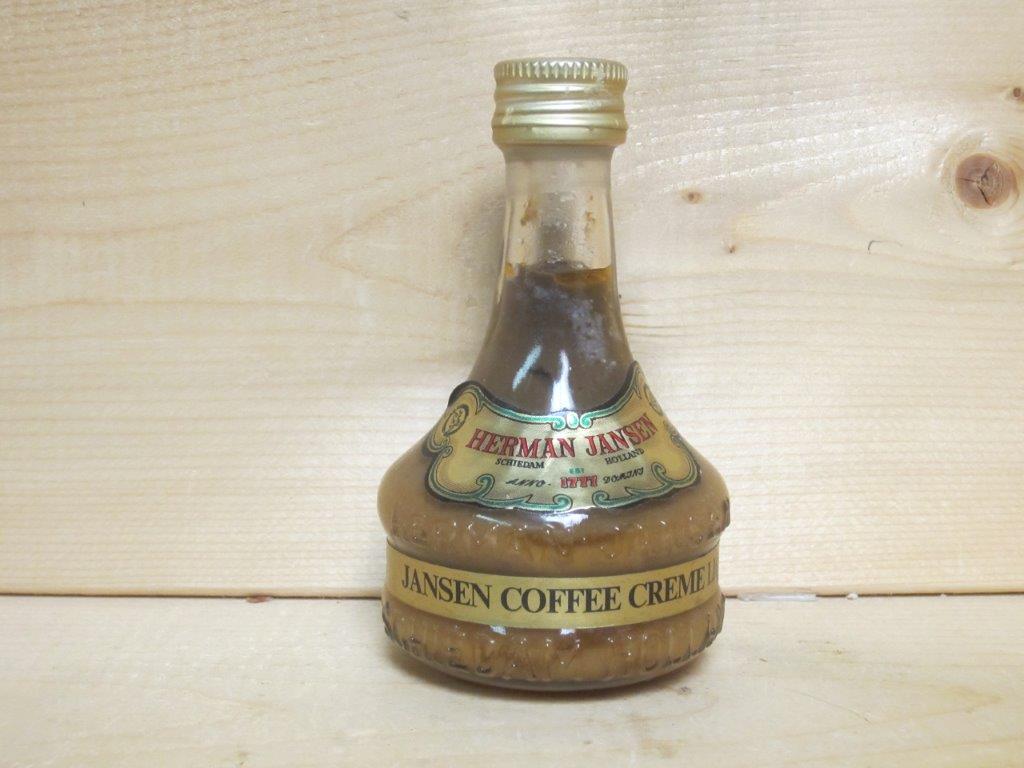 HERMAN JANSEN
SCHIEDAM HOLLAND
EST
ANNO. 1777 DOMINI
JANSEN COFFEE CREME